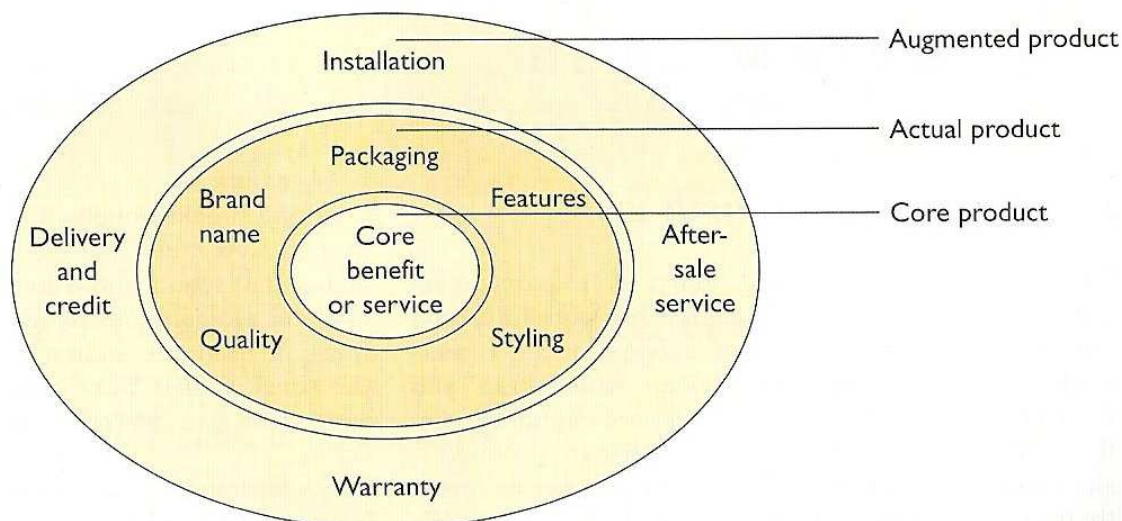 Installation
Augmented product
Packaging
Actual product
Brand
name
Features
Core product
Delivery
and
credit
Core
benefit
or service
After-
sale
service
Quality
Styling
Warranty